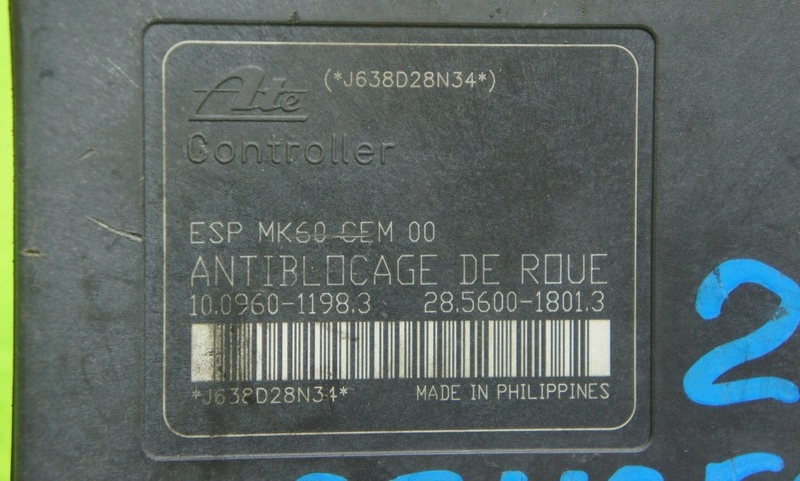 (*J638D28N34*)
Ate
Controller
ESP MK60 CEM 00
ANTIBLOCAGE DE ROUE
10.0960-1198.3 28.5600-1801.3
*J638D28N34* MADE IN PHILIPPINES
2